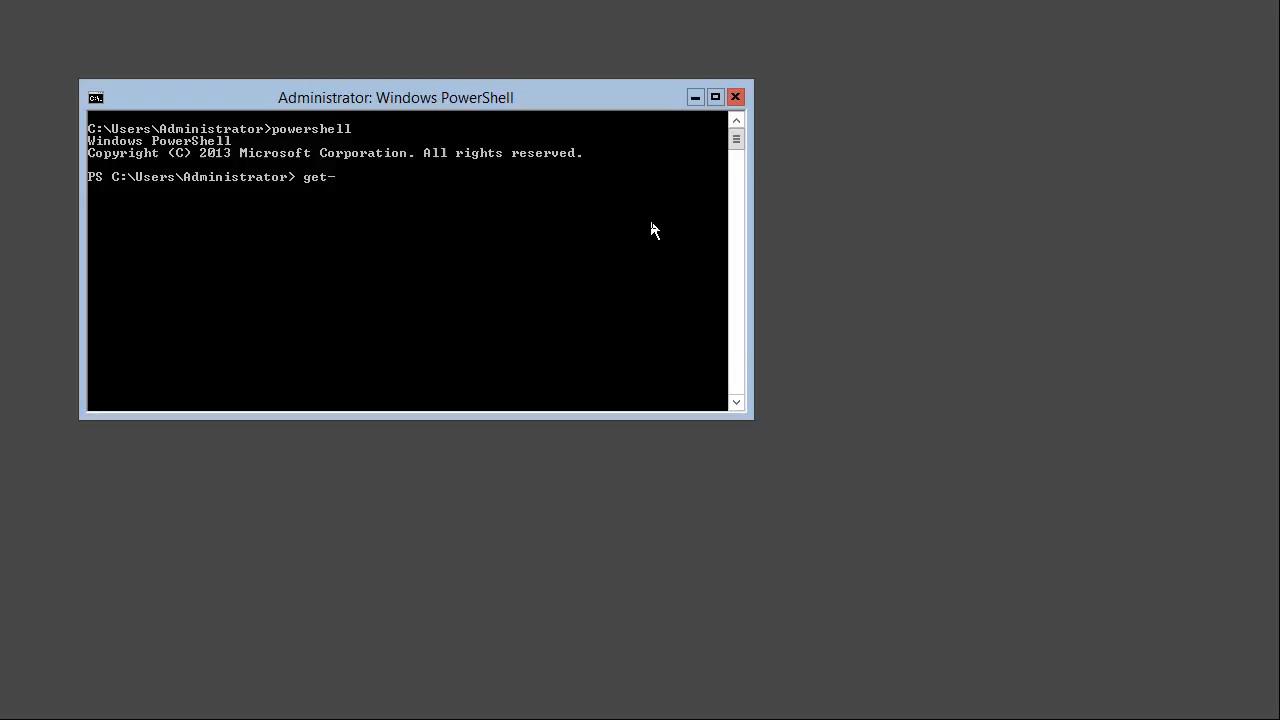 Administrator: Windows PowerShell
C:\Users\Administrator>powershell
Windows PowerShell
Copyright (C) 2013 Microsoft Corporation. All rights reserved.
PS C:\Users\Administrator> get-